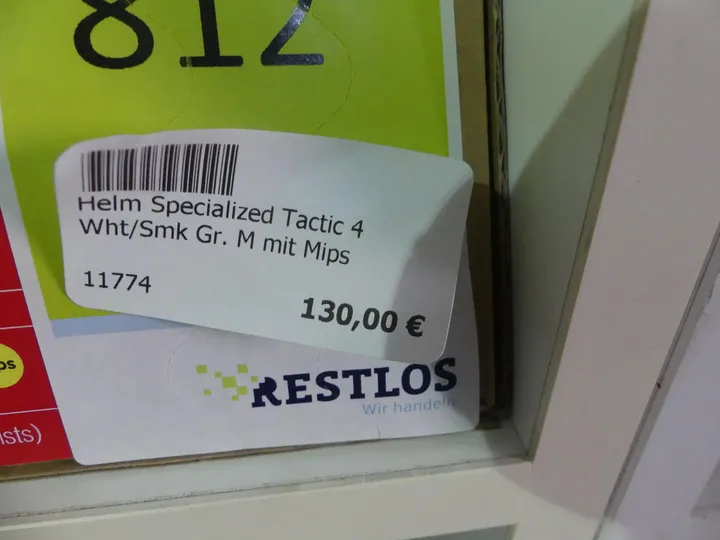 812
Helm Specialized Tactic 4
Wht/Smk Gr. M mit Mips
11774
130,00 €
RESTLOS
Wir handeln